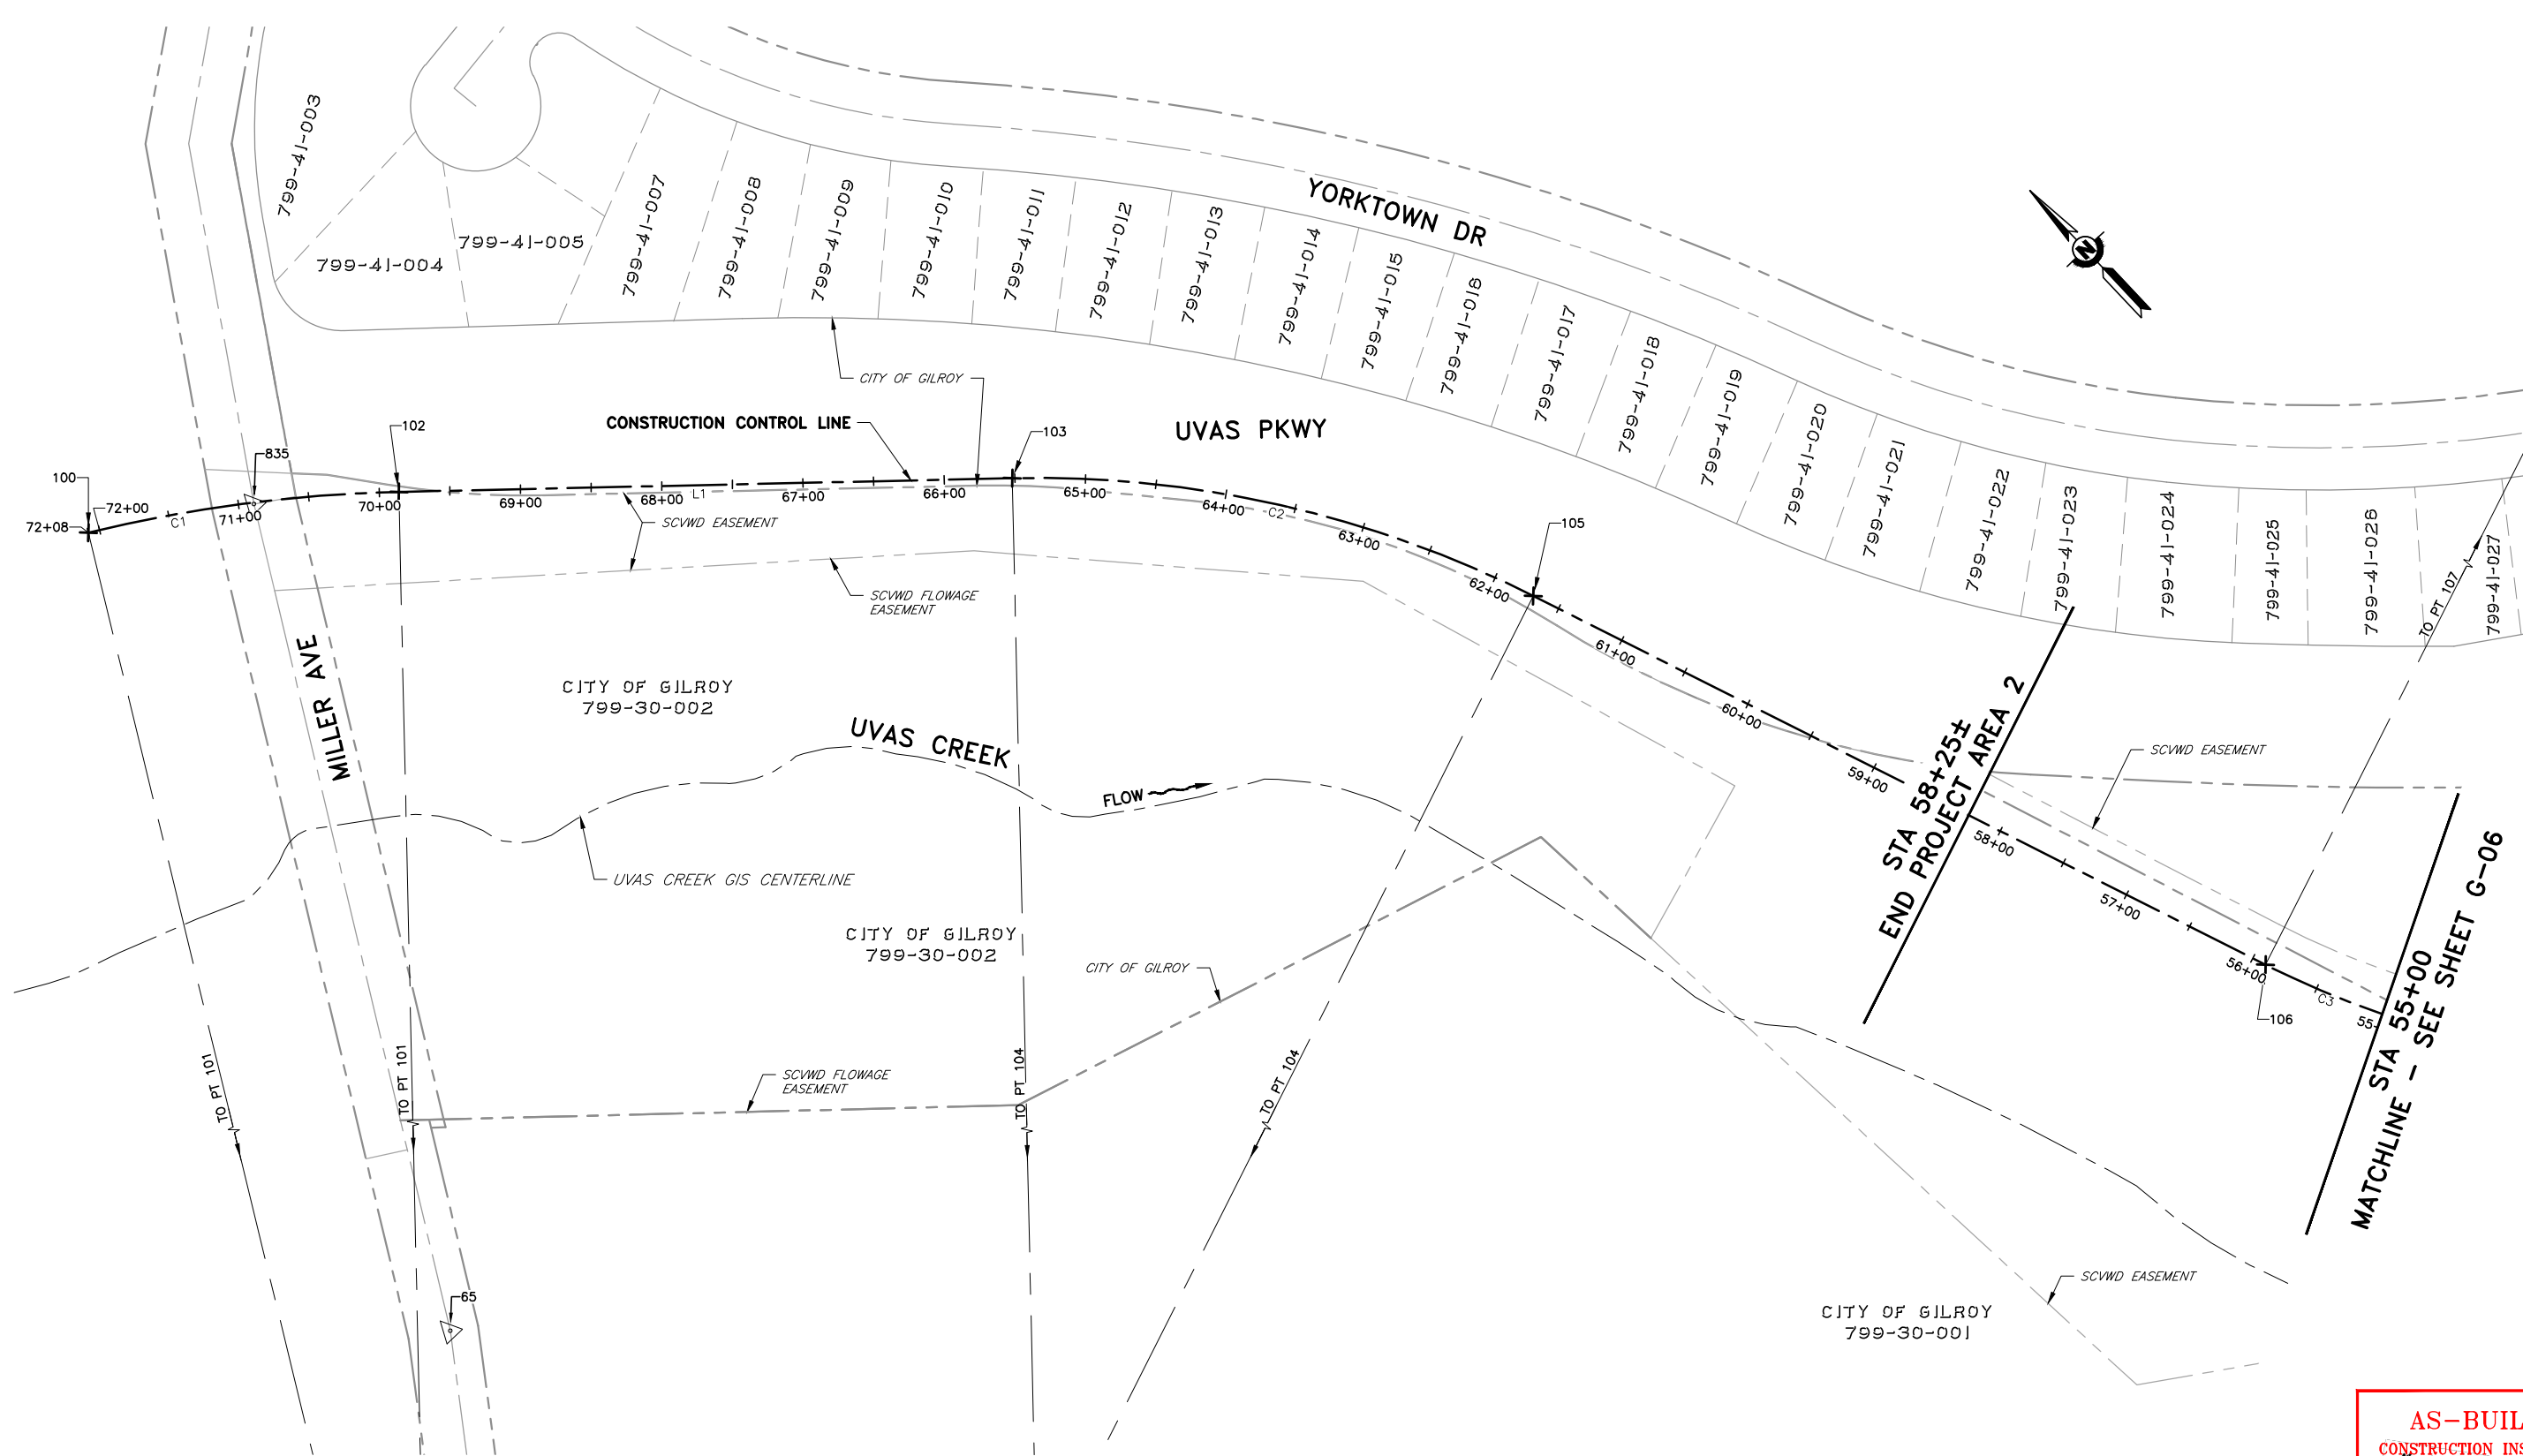 799-41-003
799-41-004
799-41-005
799-41-007
799-41-008
799-41-009
799-41-010
799-41-011
799-41-012
799-41-013
799-41-014
799-41-015
799-41-016
799-41-017
799-41-018
799-41-019
799-41-020
799-41-021
799-41-022
799-41-023
799-41-024
799-41-025
799-41-026
799-41-027
YORKTOWN DR
N
CITY OF GILROY
CONSTRUCTION CONTROL LINE
UVAS PKWY
102
103
835
100
72+00
72+08
C1
71+00
70+00
69+00
68+00
L1
67+00
66+00
65+00
64+00
C2
63+00
62+00
105
61+00
60+00
59+00
58+00
57+00
56+00
C3
55
106
TO PT 107
SCVWD EASEMENT
SCVWD FLOWAGE
EASEMENT
MILLER AVE
CITY OF GILROY
799-30-002
UVAS CREEK
FLOW
UVAS CREEK GIS CENTERLINE
CITY OF GILROY
799-30-002
CITY OF GILROY
STA 58+25±
END PROJECT AREA 2
SCVWD EASEMENT
STA 55+00
MATCHLINE - SEE SHEET G-06
TO PT 101
TO PT 101
TO PT 104
TO PT 104
SCVWD FLOWAGE
EASEMENT
65
SCVWD EASEMENT
CITY OF GILROY
799-30-001
AS-BUIL
CONSTRUCTION INS